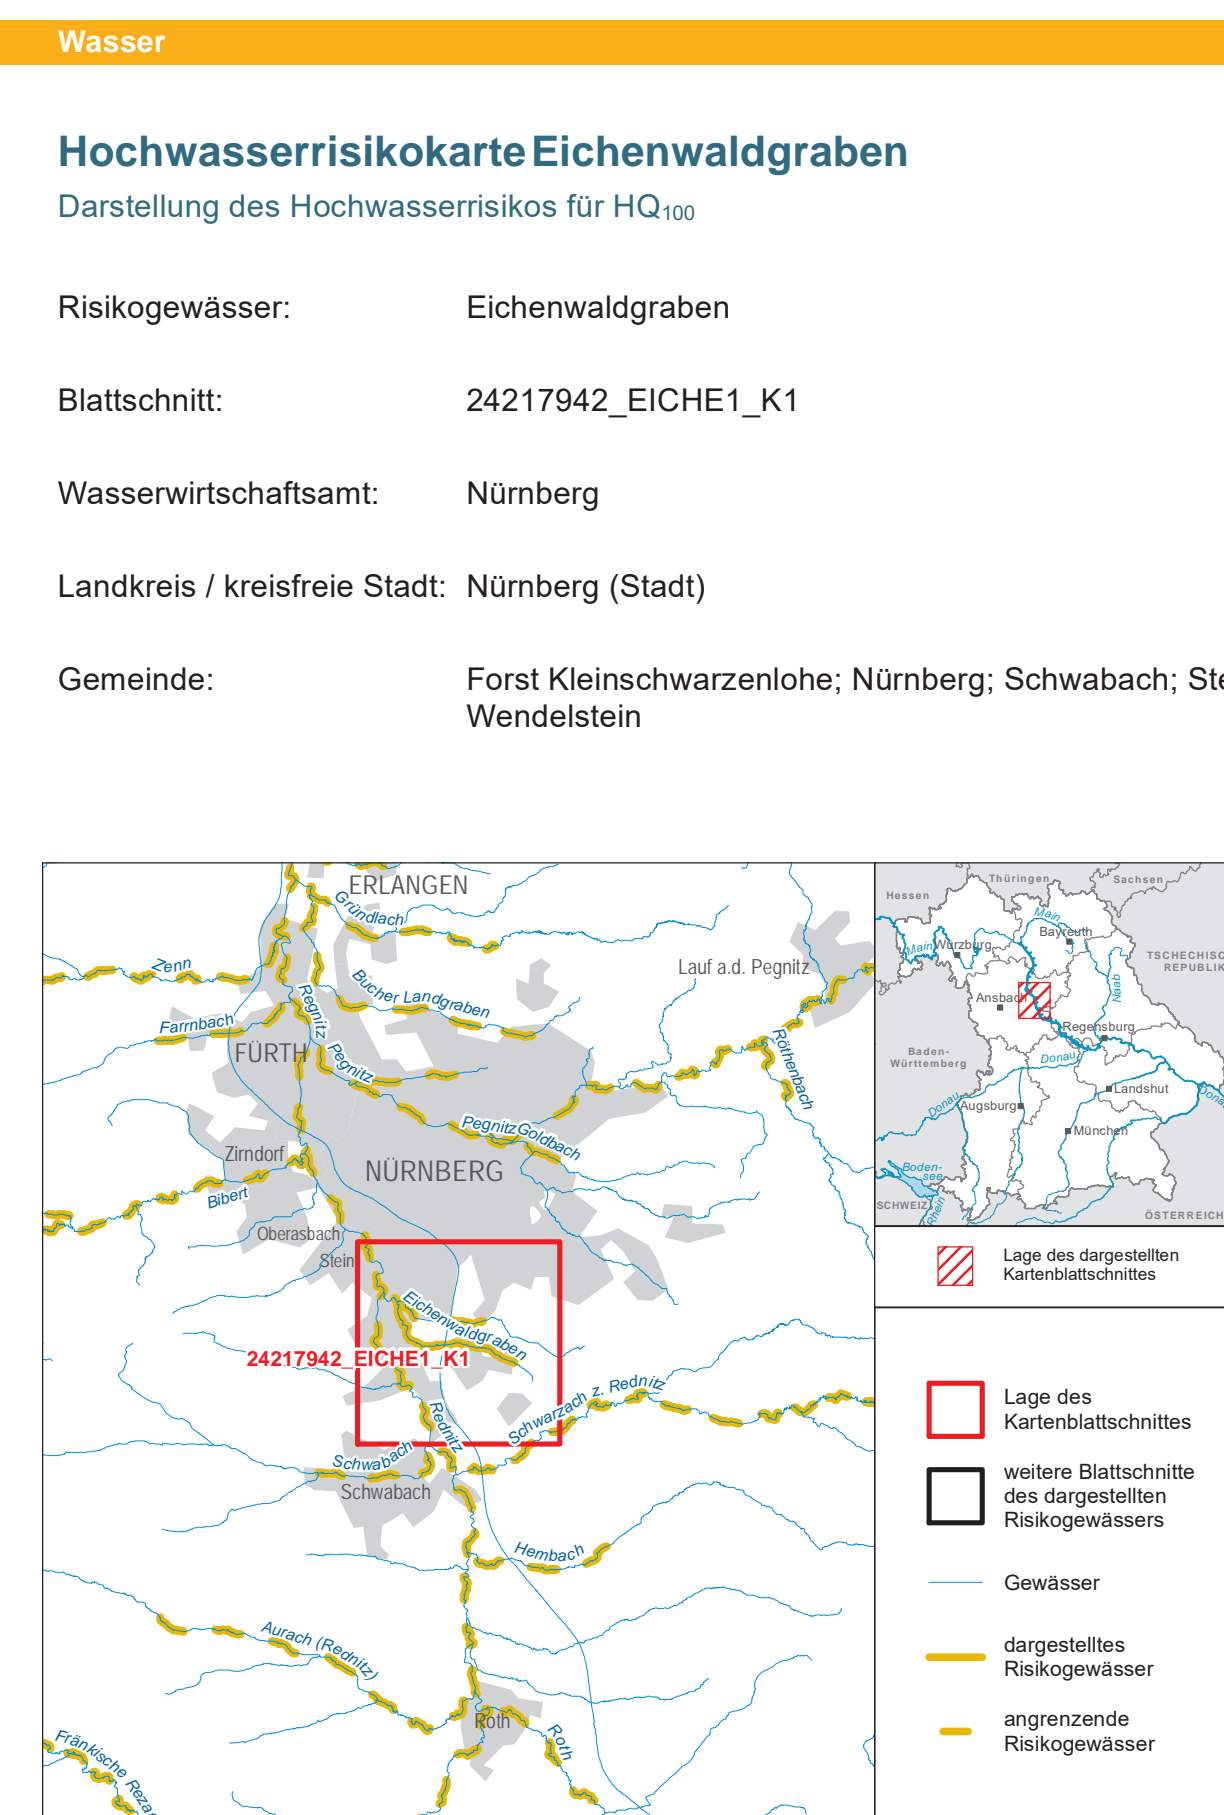 Wasser
Hochwasserrisikokarte Eichenwaldgraben
Darstellung des Hochwasserrisikos für HQ100
Risikogewässer: Eichenwaldgraben
Blattschnitt: 24217942_EICHE1_K1
Wasserwirtschaftsamt: Nürnberg
Landkreis / kreisfreie Stadt: Nürnberg (Stadt)
Gemeinde: Forst Kleinschwarzenlohe; Nürnberg; Schwabach; Ste
Wendelstein
ERLANGEN
Gründlach
Zenn
Lauf a.d. Pegnitz
Bucher Landgraben
Regnitz
Farrnbach
FÜRTH
Pegnitz
Röthenbach
Pegnitz
Goldbach
Zirndorf
NÜRNBERG
Bibert
Oberasbach
Stein
Eichenwaldgraben
24217942_EICHE1_K1
Rednitz
Schwarzach z. Rednitz
Schwabach
Schwabach
Hembach
Aurach (Rednitz)
Roth
Roth
Fränkische Reza
Thüringen
Sachsen
Hessen
Main
Bayreuth
Main
Würzburg
TSCHECHISC
REPUBLIK
Naab
Ansbach
Regensburg
Baden-
Württemberg
Donau
Landshut
Donau
Augsburg
Dona
München
Boden-
see
SCHWEIZ
Rhein
ÖSTERREICH
Lage des dargestellten
Kartenblattschnittes
Lage des
Kartenblattschnittes
weitere Blattschnitte
des dargestellten
Risikogewässers
Gewässer
dargestelltes
Risikogewässer
angrenzende
Risikogewässer